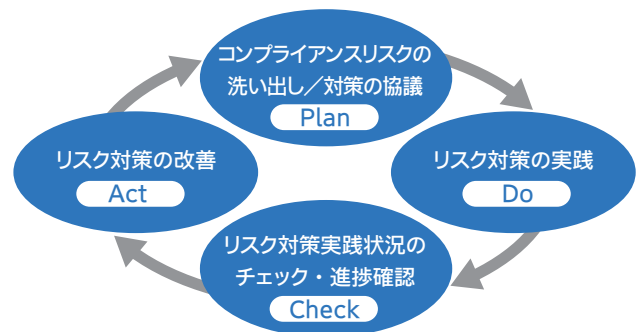 コンプライアンスリスクの
洗い出し／対策の協議
Plan
リスク対策の実践
Do
リスク対策実践状況の
チェック・進捗確認
Check
リスク対策の改善
Act